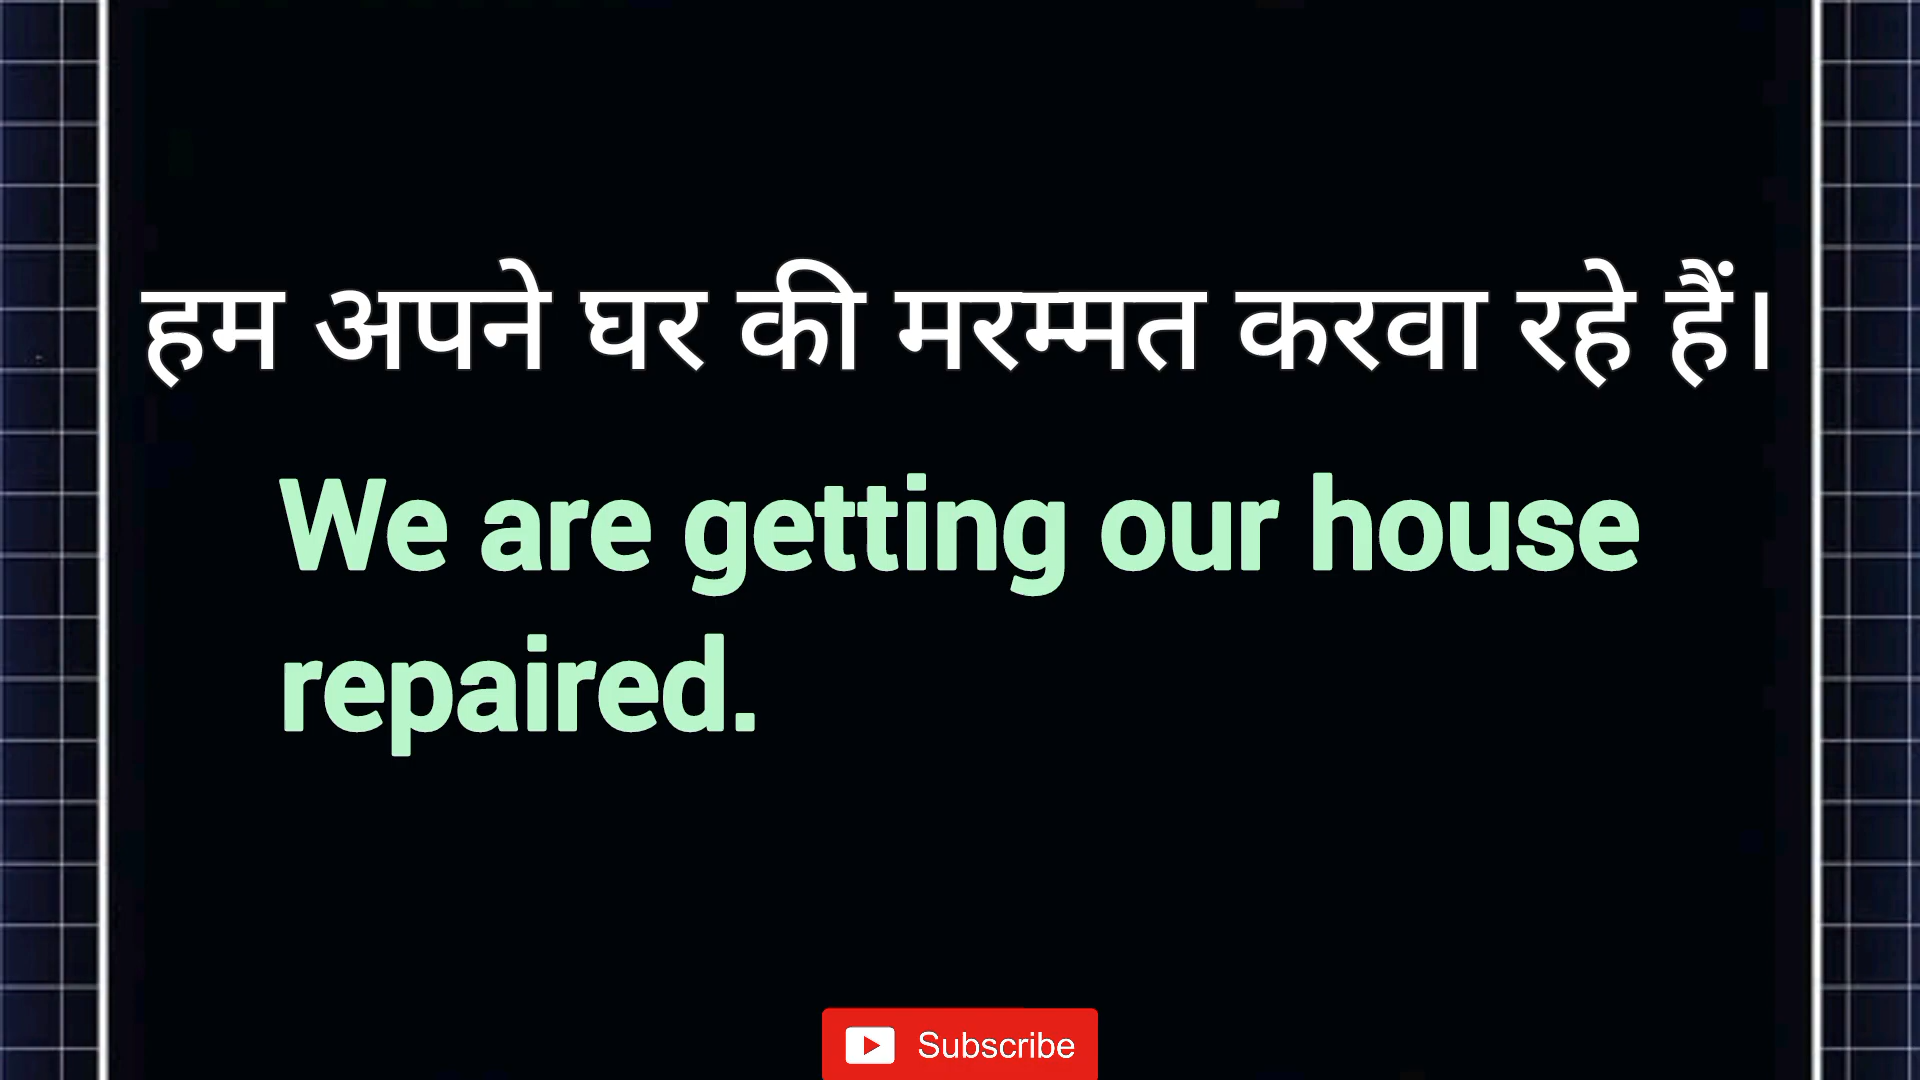 हम अपने घर की मरम्मत करवा रहे हैं।
We are getting our house
repaired.
Subscribe